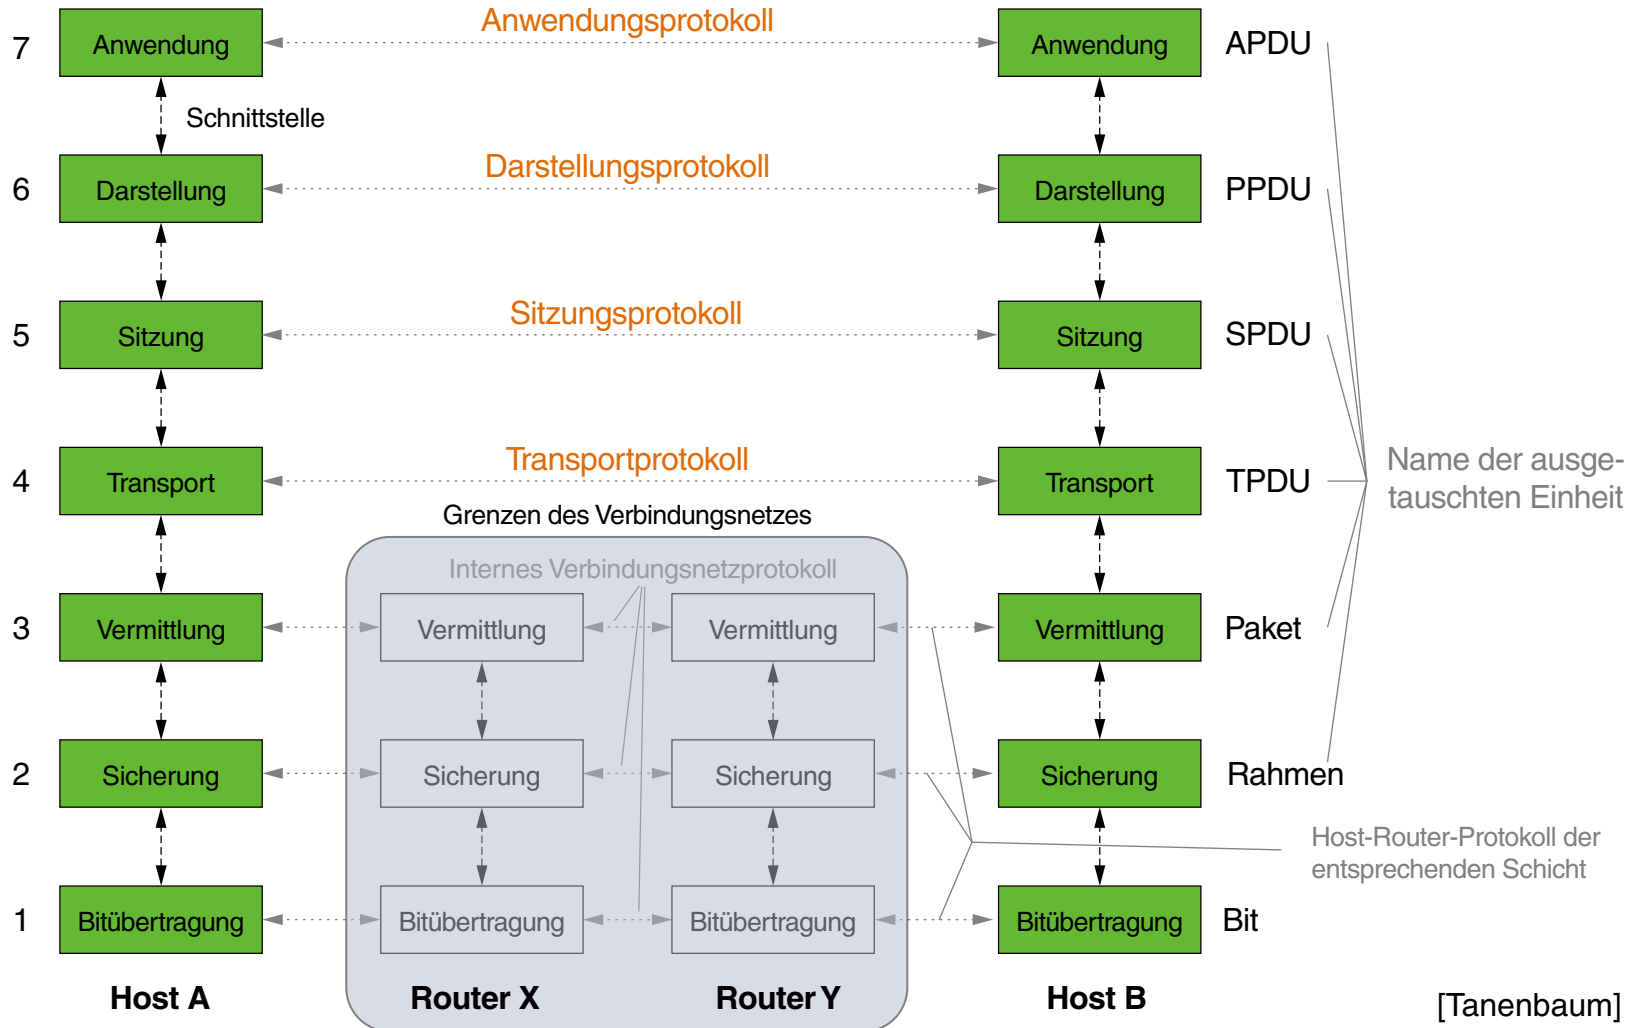 Anwendungsprotokoll
7 Anwendung Anwendung APDU
Schnittstelle
Darstellungsprotokoll
6 Darstellung Darstellung PPDU
Sitzungsprotokoll
5 Sitzung Sitzung SPDU
Transportprotokoll
4 Transport Transport TPDU
Name der ausge-
tauschten Einheit
Grenzen des Verbindungsnetzes
Internes Verbindungsnetzprotokoll
3 Vermittlung Vermittlung Vermittlung Vermittlung Paket
2 Sicherung Sicherung Sicherung Sicherung Rahmen
Host-Router-Protokoll der
entsprechenden Schicht
1 Bitübertragung Bitübertragung Bitübertragung Bitübertragung Bit
Host A Router X Router Y Host B
[Tanenbaum]